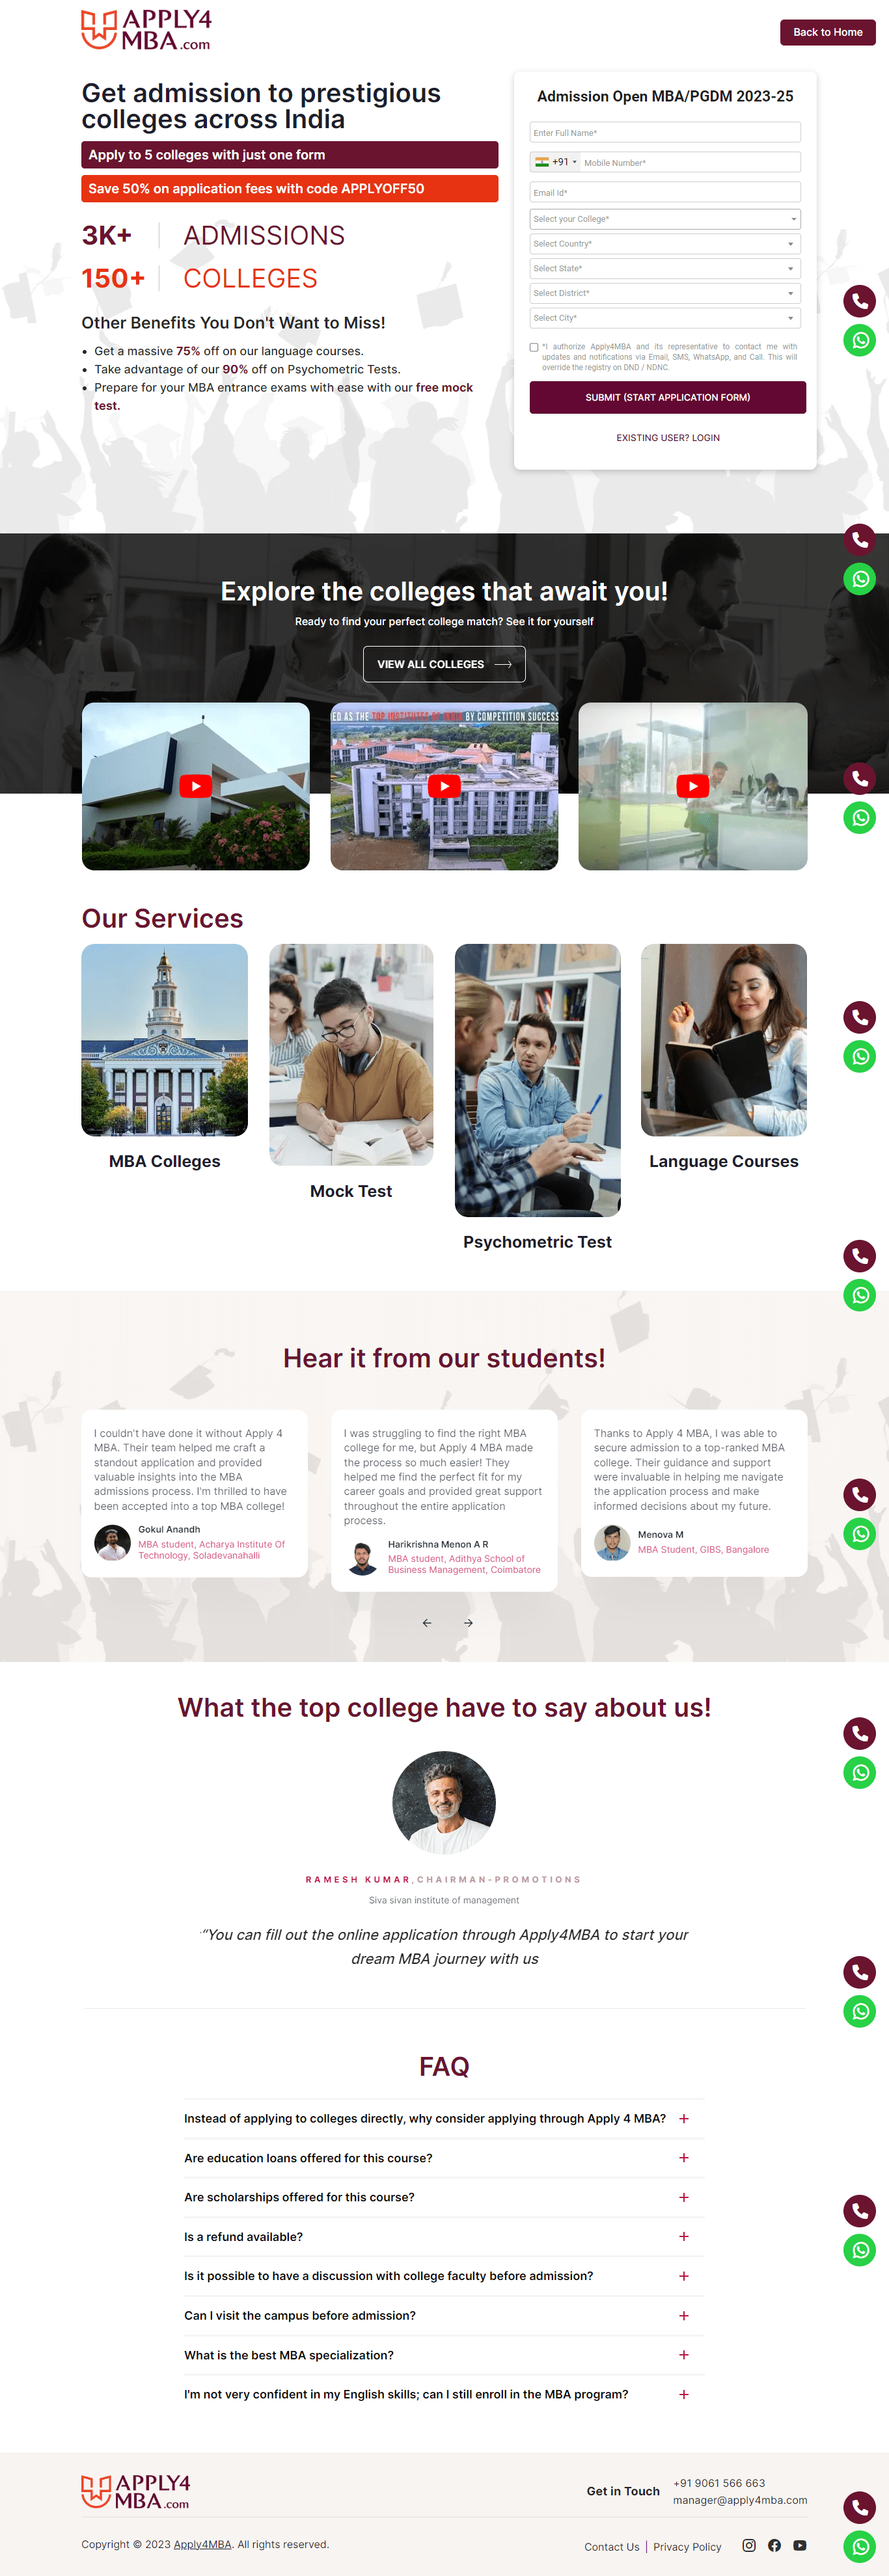 APPLY4
MBA.com
Back to Home
Get admission to prestigious
colleges across India
Apply to 5 colleges with just one form
Save 50% on application fees with code APPLYOFF50
3K+ ADMISSIONS
150+ COLLEGES
Other Benefits You Don't Want to Miss!
Get a massive 75% off on our language courses.
Take advantage of our 90% off on Psychometric Tests.
Prepare for your MBA entrance exams with ease with our free mock
test.
Admission Open MBA/PGDM 2023-25
Enter Full Name*
+91 Mobile Number*
Email Id*
Select your College*
Select Country*
Select State*
Select District*
Select City*
*I authorize Apply4MBA and its representative to contact me with
updates and notifications via Email, SMS, WhatsApp, and Call. This will
override the registry on DND / NDNC.
SUBMIT (START APPLICATION FORM)
EXISTING USER? LOGIN
Explore the colleges that await you!
Ready to find your perfect college match? See it for yourself
VIEW ALL COLLEGES
ED AS THE TOP INSTITUTES OF INDIA BY COMPETITION SUCCESS
Our Services
MBA Colleges
Mock Test
Psychometric Test
Language Courses
Hear it from our students!
I couldn't have done it without Apply 4
MBA. Their team helped me craft a
standout application and provided
valuable insights into the MBA
admissions process. I'm thrilled to have
been accepted into a top MBA college!
Gokul Anandh
MBA student, Acharya Institute Of
Technology, Soladevanahalli
I was struggling to find the right MBA
college for me, but Apply 4 MBA made
the process so much easier! They
helped me find the perfect fit for my
career goals and provided great support
throughout the entire application
process.
Harikrishna Menon A R
MBA student, Adithya School of
Business Management, Coimbatore
Thanks to Apply 4 MBA, I was able to
secure admission to a top-ranked MBA
college. Their guidance and support
were invaluable in helping me navigate
the application process and make
informed decisions about my future.
Menova M
MBA Student, GIBS, Bangalore
What the top college have to say about us!
RAMESH KUMAR,CHAIRMAN-PROMOTIONS
Siva sivan institute of management
“You can fill out the online application through Apply4MBA to start your
dream MBA journey with us
FAQ
Instead of applying to colleges directly, why consider applying through Apply 4 MBA?
Are education loans offered for this course?
Are scholarships offered for this course?
Is a refund available?
Is it possible to have a discussion with college faculty before admission?
Can I visit the campus before admission?
What is the best MBA specialization?
I'm not very confident in my English skills; can I still enroll in the MBA program?
APPLY4
MBA.com
Get in Touch
+91 9061 566 663
manager@apply4mba.com
Copyright © 2023 Apply4MBA. All rights reserved.
Contact Us | Privacy Policy